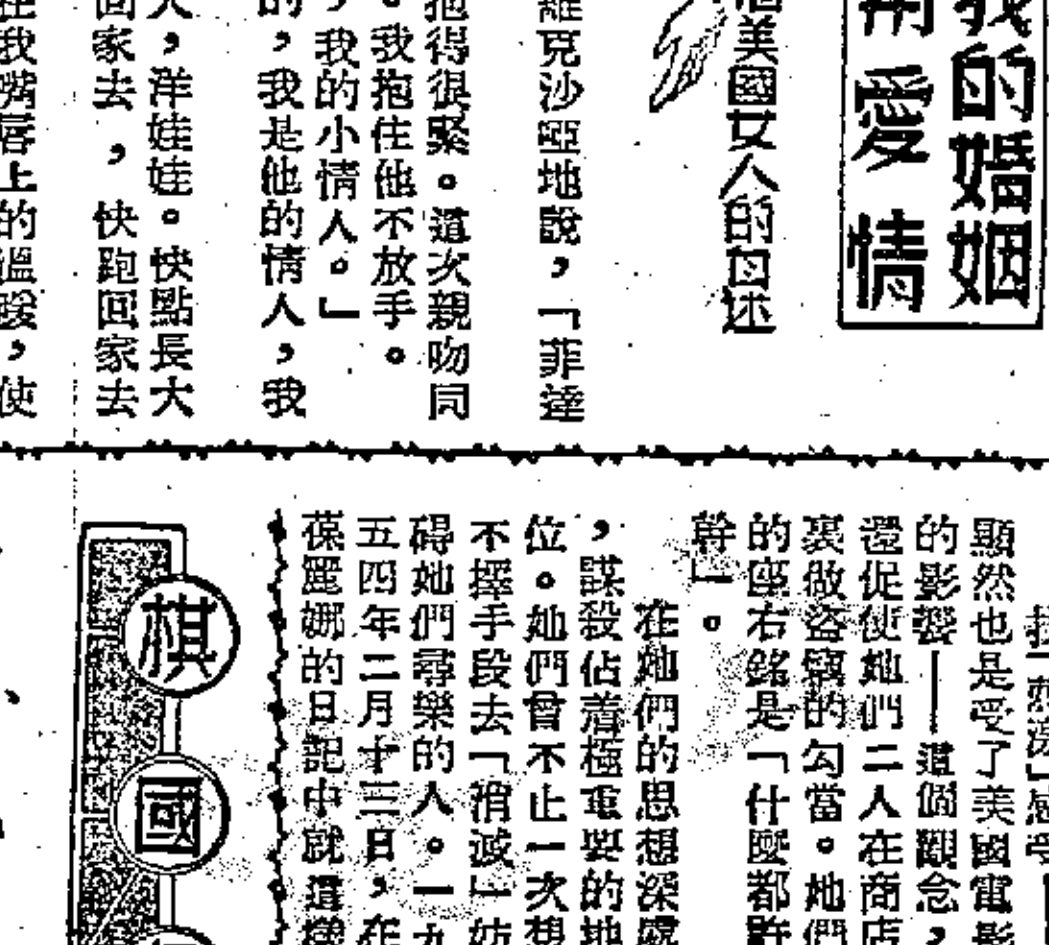 我的婚姻
愛情
個美國女人的自述
維克沙啞地說，「菲達
抱得很緊。這次親吻同
。我抱住他不放手。
，我的小情人。」
的，我是他的情人，我
大，洋娃娃。快點長大
回家去，快跑回家去
在我嘴唇上的溫暖，使
感受
顯然也是受了美國電影
的影響——這個觀念，
還促使她們二人在商店
裏做盜竊的勾當。她們
的座右銘是「什麼都許
幹」。
在她們的思想深處
，謀殺佔着極重要的地
位。她們曾不止一次想
不擇手段去「消滅」妨
礙她們尋樂的人。一九
五四年二月十三日，在
葆麗娜的日記中就這樣
棋
國